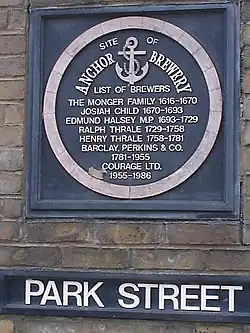 SITE OF
ANCHOR BREWERY
LIST OF BREWERS
THE MONGER FAMILY 1616-1670
JOSIAH CHILD 1670-1693
EDMUND HALSEY M.P. 1693-1729
RALPH THRALE 1729-1758
HENRY THRALE 1758-1781
BARCLAY, PERKINS & CO.
1781-1955
COURAGE LTD.
1955-1986
PARK STREET